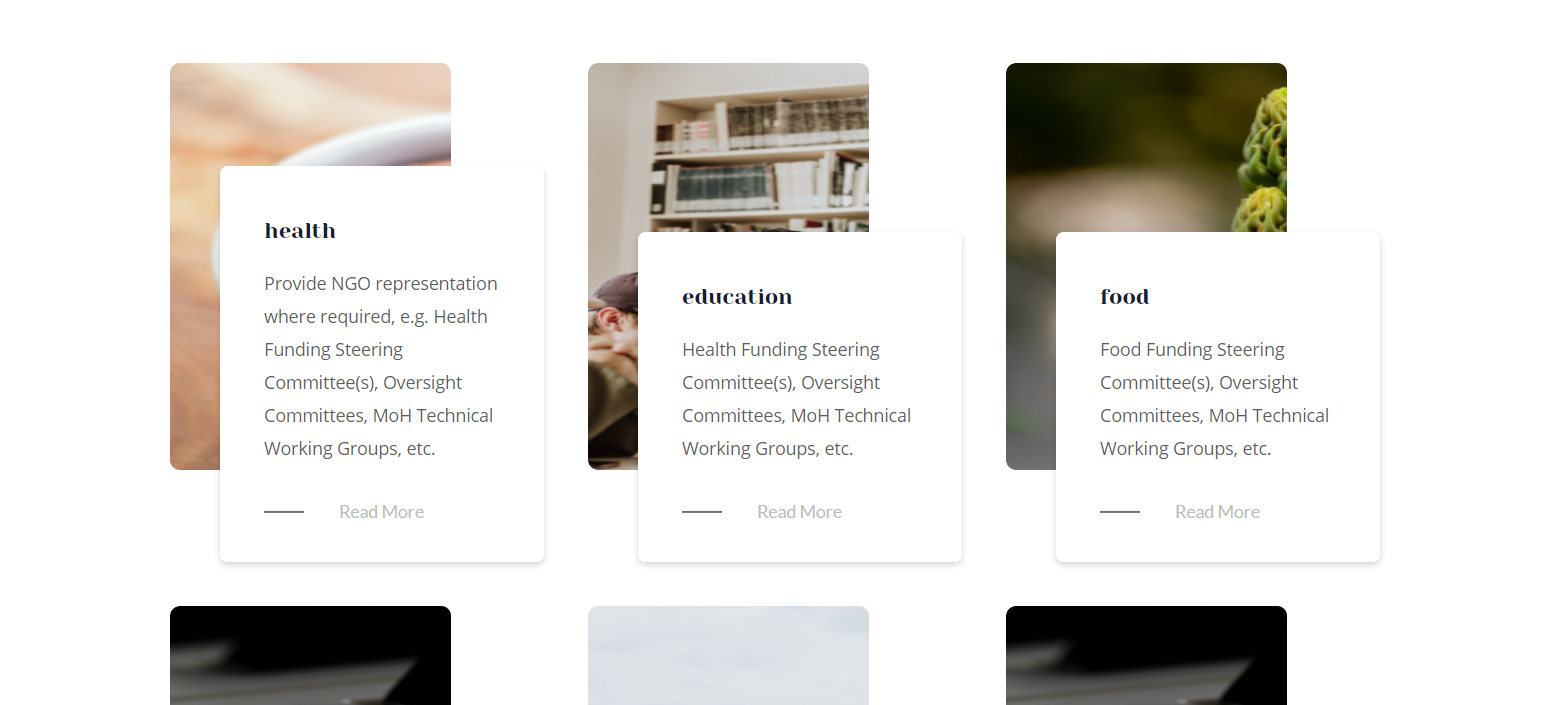 health
Provide NGO representation
where required, e.g. Health
Funding Steering
Committee(s), Oversight
Committees, MoH Technical
Working Groups, etc.
Read More
education
Health Funding Steering
Committee(s), Oversight
Committees, MoH Technical
Working Groups, etc.
Read More
food
Food Funding Steering
Committee(s), Oversight
Committees, MoH Technical
Working Groups, etc.
Read More